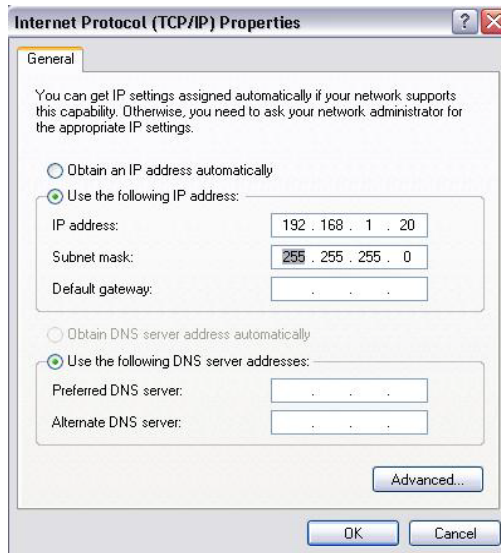 Internet Protocol (TCP/IP) Properties
General
You can get IP settings assigned automatically if your network supports
this capability. Otherwise, you need to ask your network administrator for
the appropriate IP settings.
Obtain an IP address automatically
Use the following IP address:
IP address: 192 . 168 . 1 . 20
Subnet mask: 255 . 255 . 255 . 0
Default gateway: . . .
Obtain DNS server address automatically
Use the following DNS server addresses:
Preferred DNS server: . . .
Alternate DNS server: . . .
Advanced...
OK Cancel